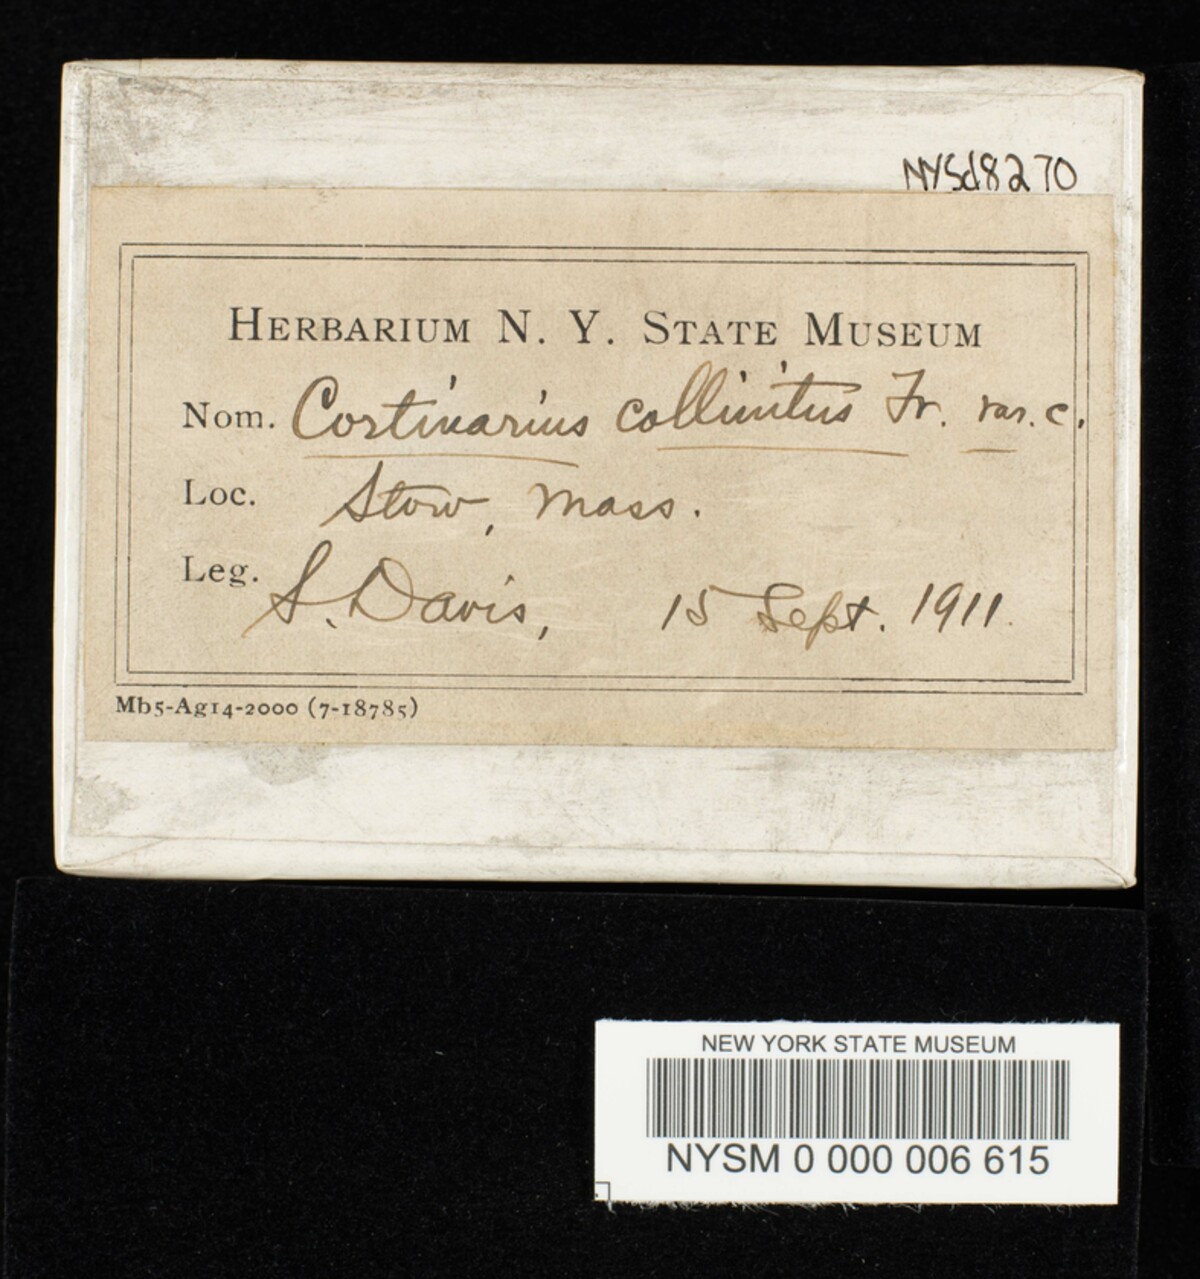 NYSd8270
HERBARIUM N. Y. STATE MUSEUM
Nom. Cortinarius collinitus Fr. var. c.
Loc. Stow, Mass.
Leg. S. Davis, 15 Sept. 1911.
Mb5-Ag14-2000 (7-18785)
NEW YORK STATE MUSEUM
NYSM 0 000 006 615